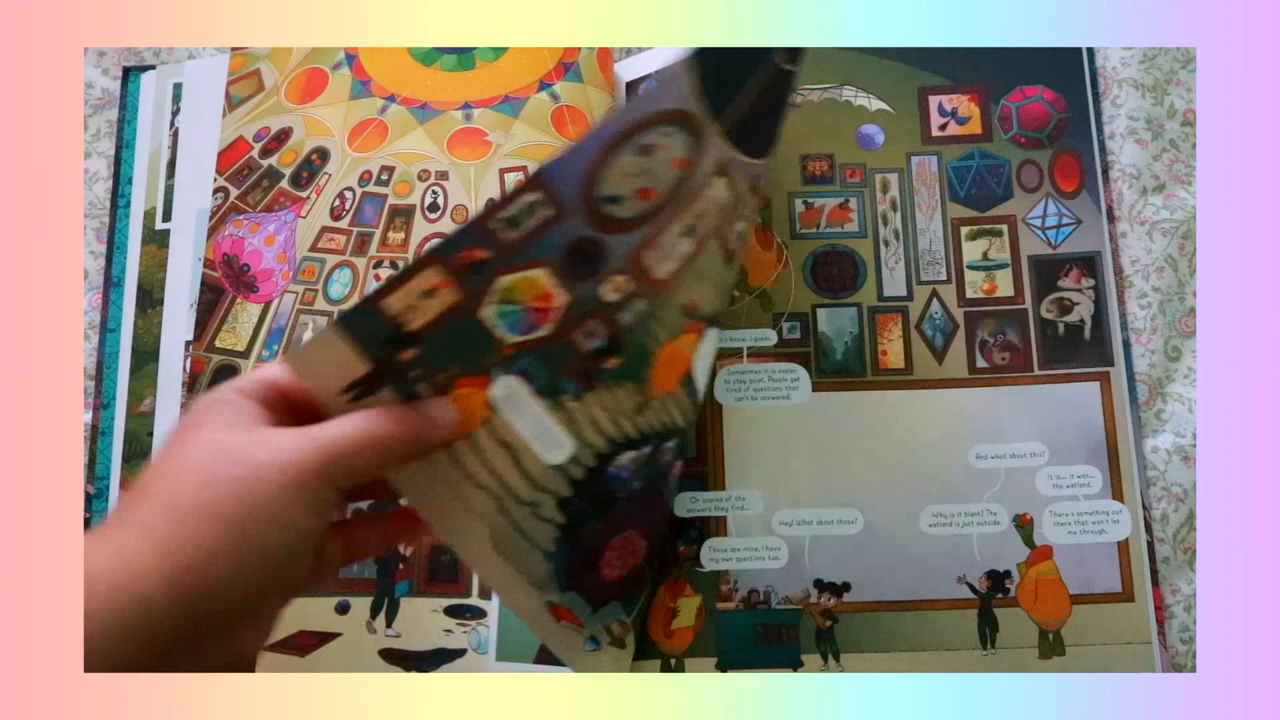 know, I guess.
Sometimes it is easier
to stay quiet. People get
tired of questions that
can't be answered.
Or scared of the
answers they find...
Hey! What about those?
Those are mine, I have
my own questions too.
And what about this?
It is... it was...
the wetland.
Why is it blank? The
wetland is just outside.
There's something out
there that won't let
me through.